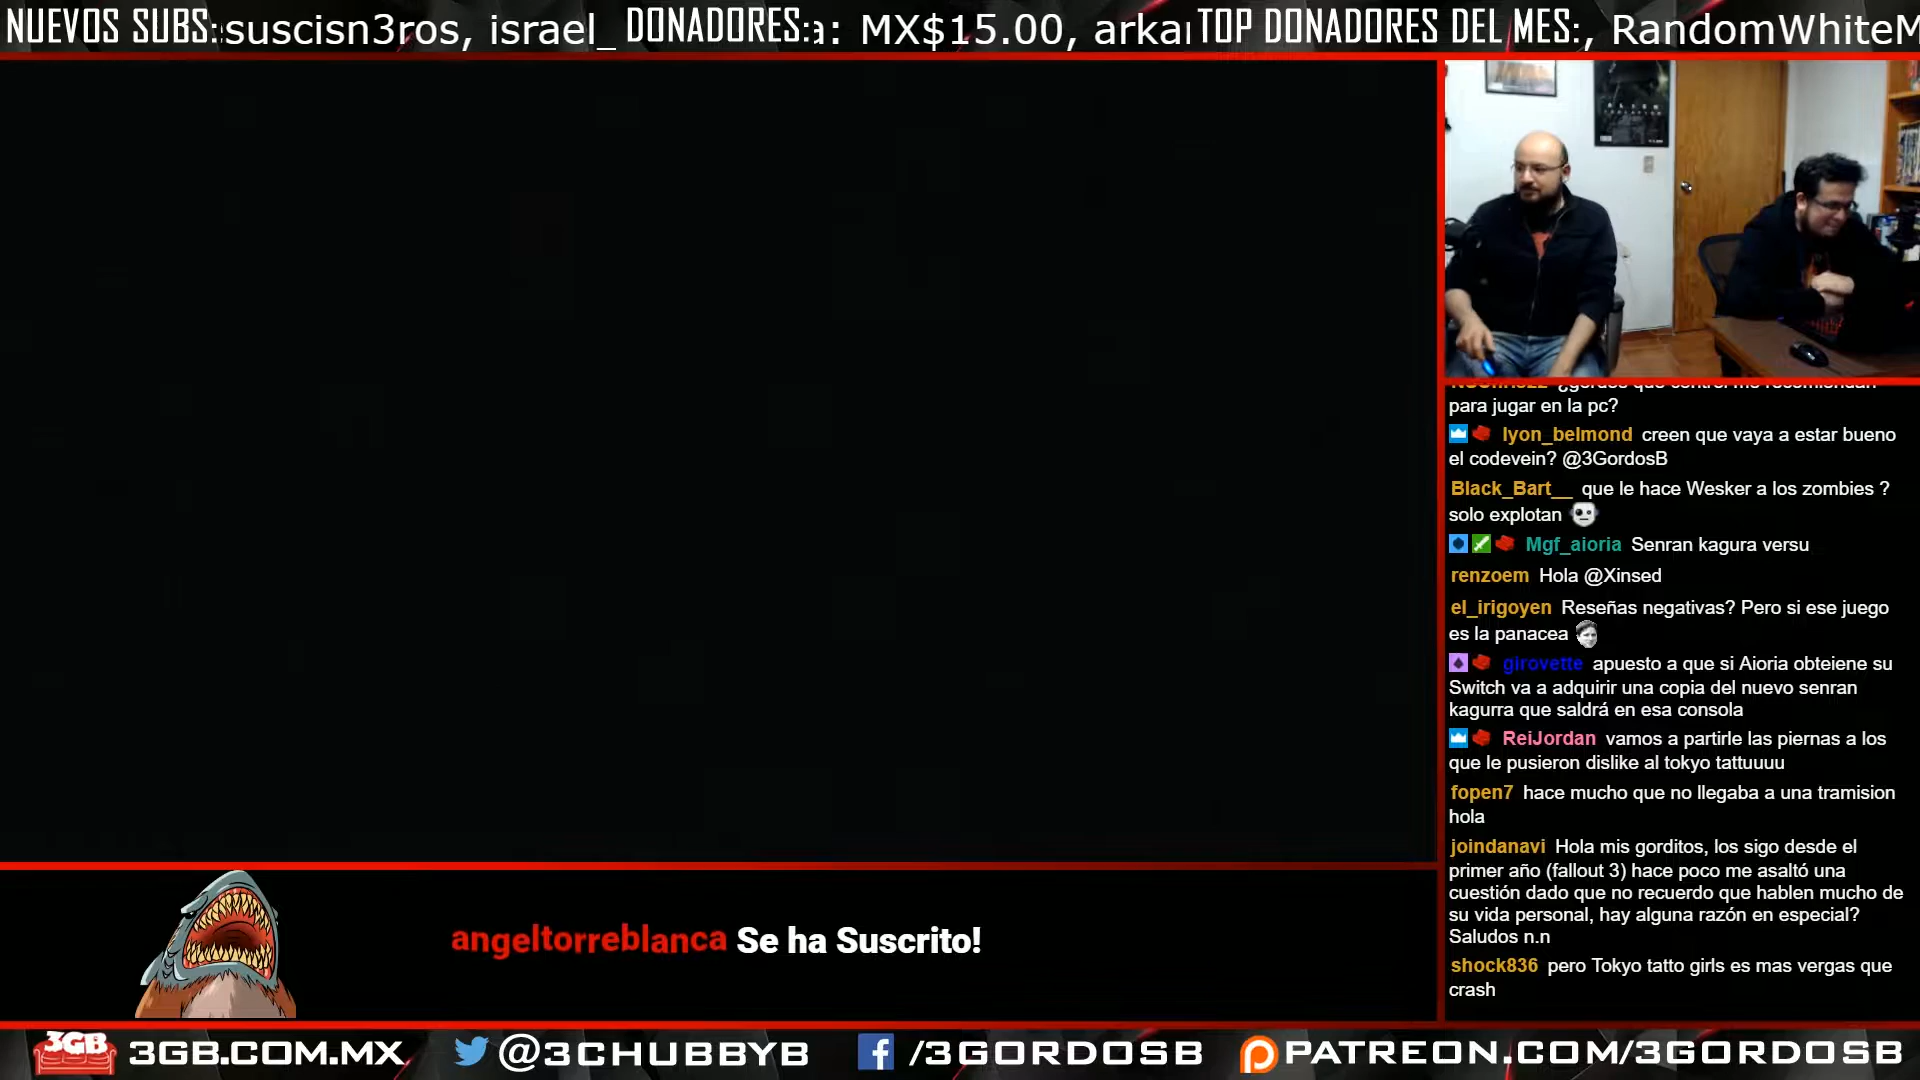 NUEVOS SUBS: suscisn3ros, israel_ DONADORES: a: MX$15.00, arka TOP DONADORES DEL MES: , RandomWhiteM
ALIEN
para jugar en la pc?
lyon_belmond creen que vaya a estar bueno
el codevein? @3GordosB
Black_Bart__ que le hace Wesker a los zombies ?
solo explotan
Mgf_aioria Senran kagura versu
renzoem Hola @Xinsed
el_irigoyen Reseñas negativas? Pero si ese juego
es la panacea
girovette apuesto a que si Aioria obteiene su
Switch va a adquirir una copia del nuevo senran
kagurra que saldrá en esa consola
ReiJordan vamos a partirle las piernas a los
que le pusieron dislike al tokyo tattuuuu
fopen7 hace mucho que no llegaba a una tramision
hola
joindanavi Hola mis gorditos, los sigo desde el
primer año (fallout 3) hace poco me asaltó una
cuestión dado que no recuerdo que hablen mucho de
su vida personal, hay alguna razón en especial?
Saludos n.n
shock836 pero Tokyo tatto girls es mas vergas que
crash
angeltorreblanca Se ha Suscrito!
3GB 3GB.COM.MX @3CHUBBYB /3GORDOSB PATREON.COM/3GORDOSB